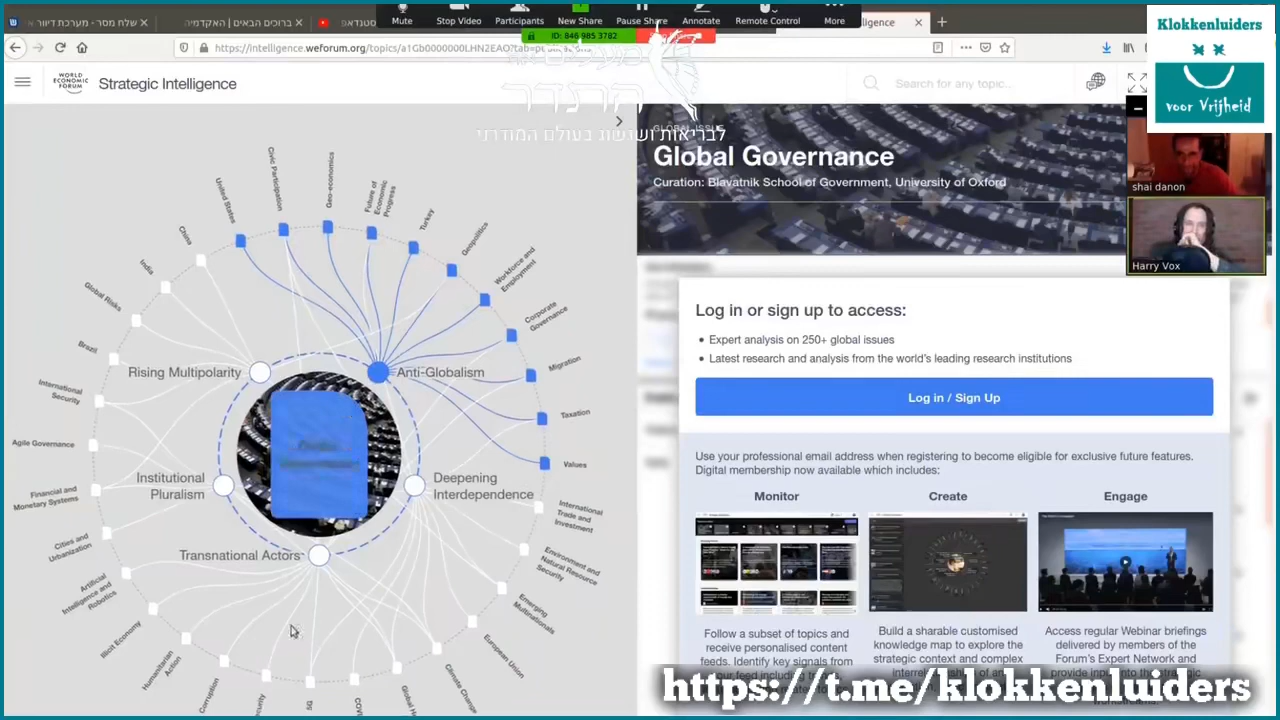 שלח מסר - מכתב דיוור א
ברוכים הבאים | האקדמיה
סטנדאפ
lligence
Mute
Stop Video
Participants
New Share
Pause Share
Annotate
Remote Control
More
ID: 846 985 3782
https://intelligence.weforum.org/topics/a1Gb0000000LHN2EAO?tab=publications
WORLD
ECONOMIC
FORUM
Strategic Intelligence
Search for any topic...
התדר
לבריאות ושגשוג בעולם המודרני
Klokkenluiders
voor Vrijheid
shai danon
Harry Vox
GLOBAL ISSUE
Global Governance
Curation: Blavatnik School of Government, University of Oxford
United States
Civic Participation
Geo-economics
Future of
Economic
Progress
Turkey
Geopolitics
Workforce and
Employment
Corporate
Governance
Migration
Taxation
Values
International
Trade and
Investment
Environment and
Natural Resource
Security
Emerging
Multinationals
European Union
Climate Change
Global He
COVI
5G
ecurity
Corruption
Humanitarian
Action
Illicit Economy
Artificial
Intelligence and
Robotics
Cities and
Urbanization
Financial and
Monetary Systems
Agile Governance
International
Security
Brazil
Global Risks
India
China
Rising Multipolarity
Anti-Globalism
Institutional
Pluralism
Deepening
Interdependence
Transnational Actors
Log in or sign up to access:
• Expert analysis on 250+ global issues
• Latest research and analysis from the world's leading research institutions
Log in / Sign Up
Use your professional email address when registering to become eligible for exclusive future features.
Digital membership now available which includes:
Monitor
Create
Engage
Follow a subset of topics and
receive personalised content
feeds. Identify key signals from
Build a sharable customised
knowledge map to explore the
strategic context and complex
Access regular Webinar briefings
delivered by members of the
Forum's Expert Network and
https://t.me/klokkenluiders